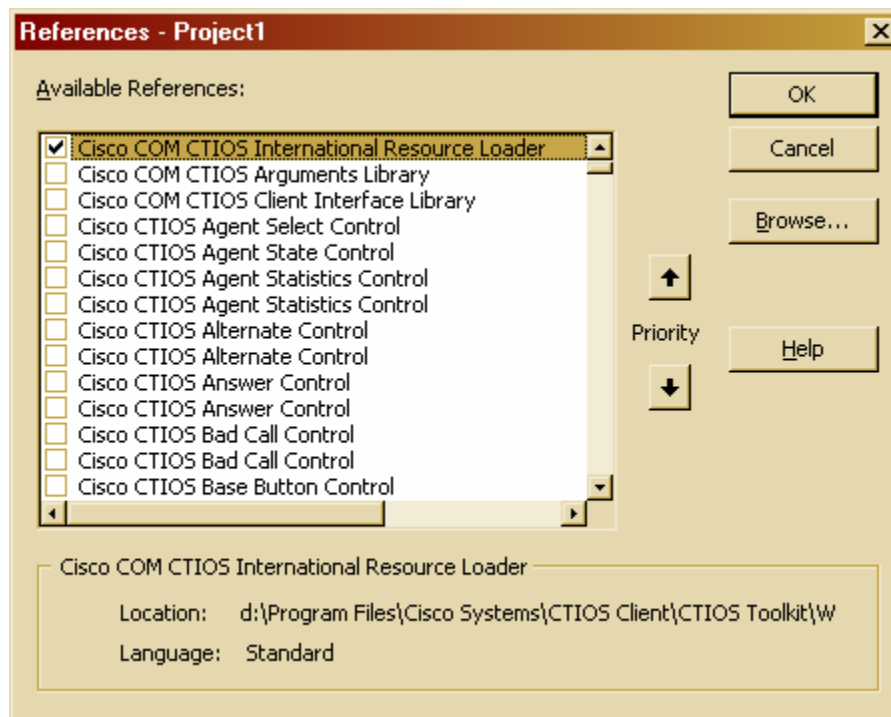 References - Project1
Available References:
OK
Cancel
Browse...
Help
Cisco COM CTIOS International Resource Loader
Cisco COM CTIOS Arguments Library
Cisco COM CTIOS Client Interface Library
Cisco CTIOS Agent Select Control
Cisco CTIOS Agent State Control
Cisco CTIOS Agent Statistics Control
Cisco CTIOS Agent Statistics Control
Cisco CTIOS Alternate Control
Cisco CTIOS Alternate Control
Cisco CTIOS Answer Control
Cisco CTIOS Answer Control
Cisco CTIOS Bad Call Control
Cisco CTIOS Bad Call Control
Cisco CTIOS Base Button Control
Priority
Cisco COM CTIOS International Resource Loader
Location: d:\Program Files\Cisco Systems\CTIOS Client\CTIOS Toolkit\W
Language: Standard